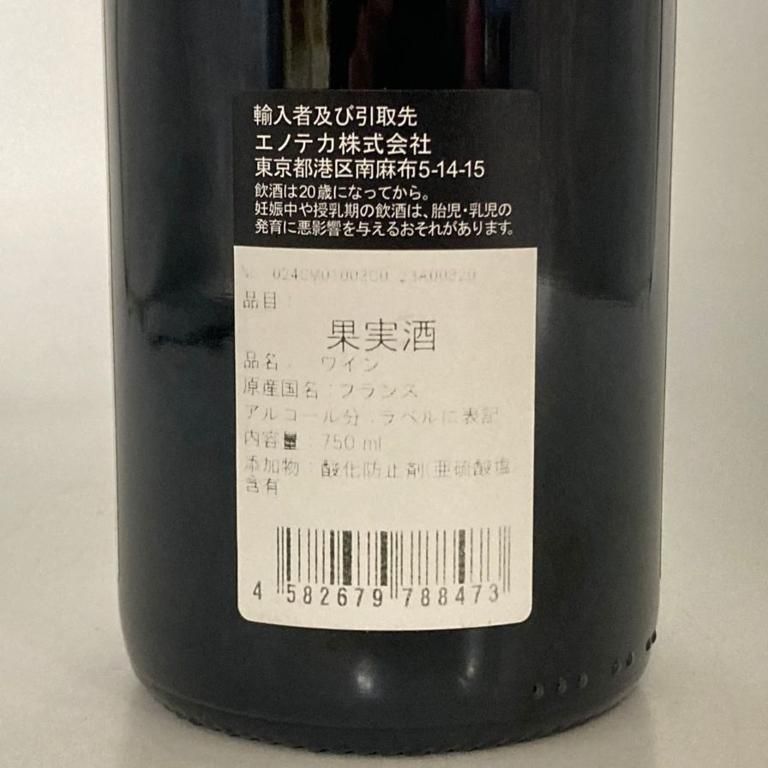 輸入者及び引取先
エノテカ株式会社
東京都港区南麻布5-14-15
飲酒は20歳になってから。
妊娠中や授乳期の飲酒は、胎児・乳児の
発育に悪影響を与えるおそれがあります。
品目:
果実酒
品名: ワイン
原産国名:フランス
アルコール分:ラベルに表記
内容量:750 ml
添加物:酸化防止剤(亜硫酸塩
含有
4 582679 788473